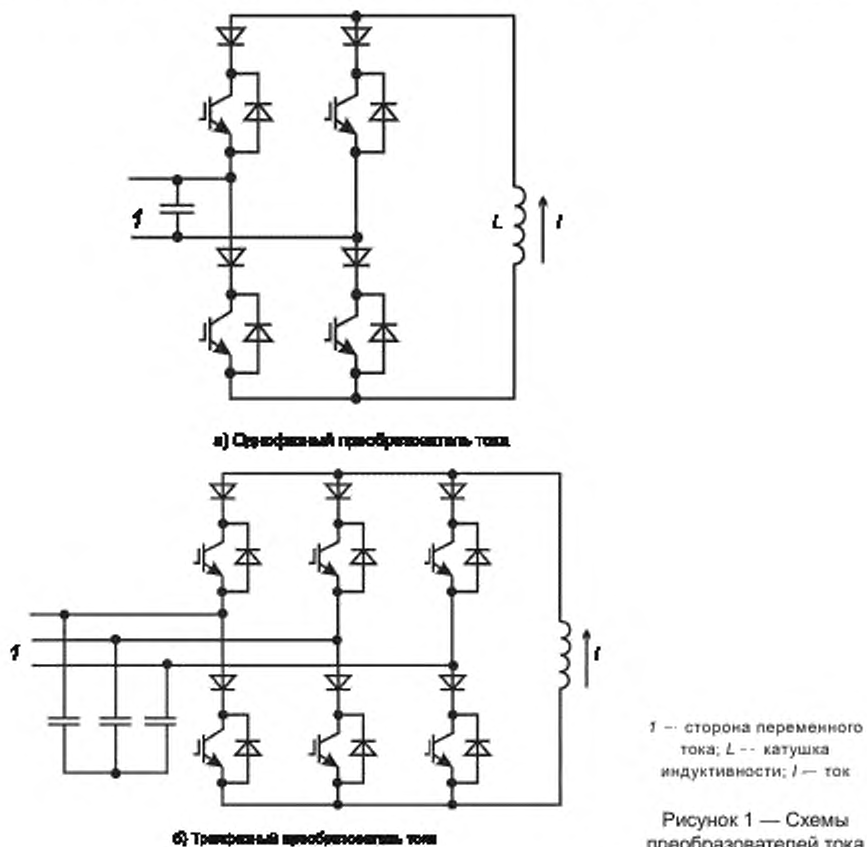 1
L
I
а) Однофазный преобразователь тока
1
I
б) Трехфазный преобразователь тока
1 -- сторона переменного
тока; L -- катушка
индуктивности; I — ток
Рисунок 1 — Схемы
преобразователей тока